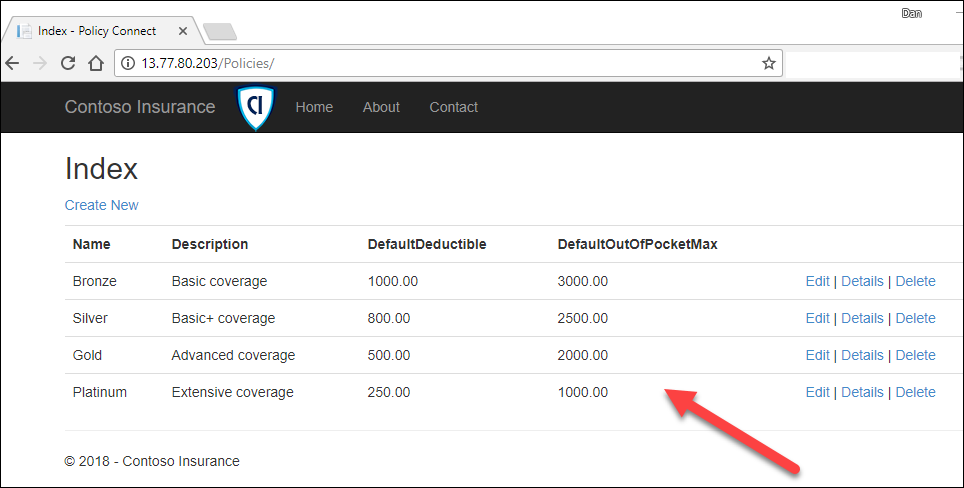 Dan
Index - Policy Connect
13.77.80.203/Policies/
Contoso Insurance CI Home About Contact
Index
Create New
Name Description DefaultDeductible DefaultOutOfPocketMax
Bronze Basic coverage 1000.00 3000.00 Edit | Details | Delete
Silver Basic+ coverage 800.00 2500.00 Edit | Details | Delete
Gold Advanced coverage 500.00 2000.00 Edit | Details | Delete
Platinum Extensive coverage 250.00 1000.00 Edit | Details | Delete
© 2018 - Contoso Insurance